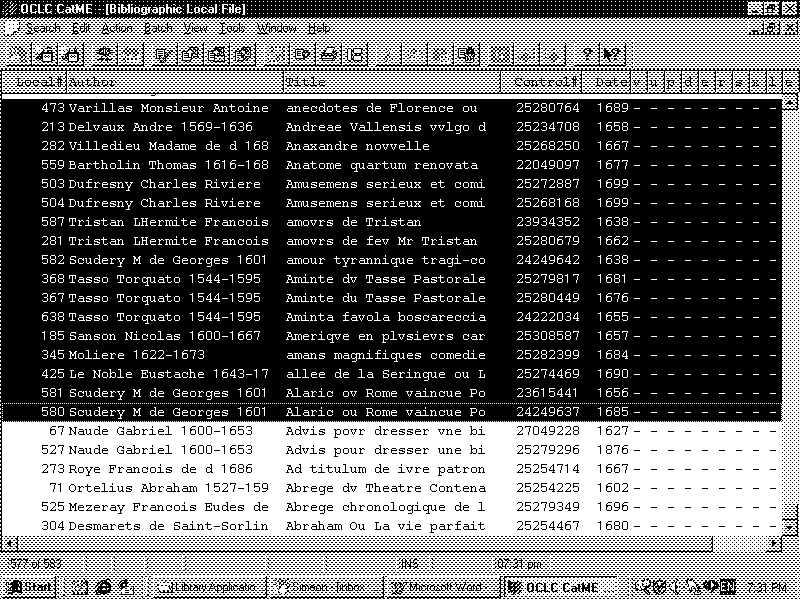 OCLC CatME - [Bibliographic Local File]
Search Edit Action Batch View Tools Window Help
Local# Author Title Control# Date w u p d e r s x l e
473 Varillas Monsieur Antoine anecdotes de Florence ou 25280764 1689 - - - - - - - - -
213 Delvaux Andre 1569-1636 Andreae Vallensis vvlgo d 25234708 1658 - - - - - - - - -
282 Villedieu Madame de d 168 Anaxandre novvelle 25268250 1667 - - - - - - - - -
559 Bartholin Thomas 1616-168 Anatome quartum renovata 22049097 1677 - - - - - - - - -
503 Dufresny Charles Riviere Amusemens serieux et comi 25272887 1699 - - - - - - - - -
504 Dufresny Charles Riviere Amusemens serieux et comi 25268168 1699 - - - - - - - - -
587 Tristan LHermite Francois amovrs de Tristan 23934352 1638 - - - - - - - - -
281 Tristan LHermite Francois amovrs de fev Mr Tristan 25280679 1662 - - - - - - - - -
582 Scudery M de Georges 1601 amour tyrannique tragi-co 24249642 1638 - - - - - - - - -
368 Tasso Torquato 1544-1595 Aminte dv Tasse Pastorale 25279817 1681 - - - - - - - - -
367 Tasso Torquato 1544-1595 Aminte du Tasse Pastorale 25280449 1676 - - - - - - - - -
638 Tasso Torquato 1544-1595 Aminta favola boscareccia 24222034 1655 - - - - - - - - -
185 Sanson Nicolas 1600-1667 Ameriqve en plvsievrs car 25308587 1657 - - - - - - - - -
345 Moliere 1622-1673 amans magnifiques comedie 25282399 1684 - - - - - - - - -
425 Le Noble Eustache 1643-17 allee de la Seringue ou L 25274469 1690 - - - - - - - - -
581 Scudery M de Georges 1601 Alaric ov Rome vaincue Po 23615441 1656 - - - - - - - - -
580 Scudery M de Georges 1601 Alaric ou Rome vaincue Po 24249637 1685 - - - - - - - - -
67 Naude Gabriel 1600-1653 Advis povr dresser vne bi 27049228 1627 - - - - - - - - -
527 Naude Gabriel 1600-1653 Advis pour dresser une bi 25279296 1876 - - - - - - - - -
273 Roye Francois de d 1686 Ad titulum de ivre patron 25254714 1667 - - - - - - - - -
71 Ortelius Abraham 1527-159 Abrege dv Theatre Contena 25254225 1602 - - - - - - - - -
525 Mezeray Francois Eudes de Abrege chronologique de l 25279349 1696 - - - - - - - - -
304 Desmarets de Saint-Sorlin Abraham Ou La vie parfait 25254467 1680 - - - - - - - - -
577 of 583 INS 07:31 pm
Start Library Applicatio... Simeon - [inbox... Microsoft Word - ... OCLC CatME 7:31 PM